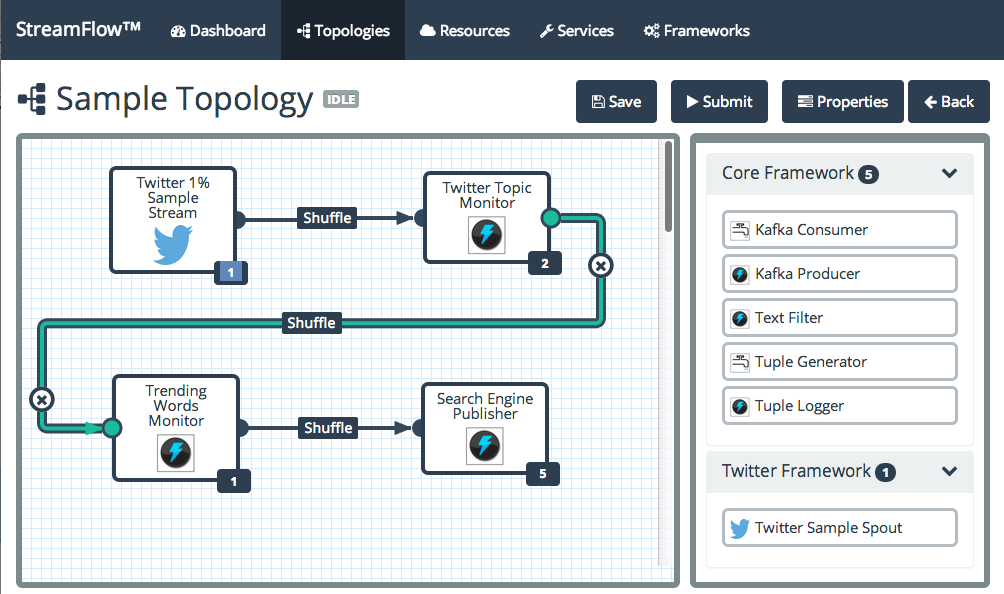 StreamFlow™ Dashboard Topologies Resources Services Frameworks
Sample Topology IDLE Save Submit Properties Back
Twitter 1%
Sample
Stream
1
Shuffle
Twitter Topic
Monitor
2
Shuffle
Trending
Words
Monitor
1
Shuffle
Search Engine
Publisher
5
Core Framework 5
Kafka Consumer
Kafka Producer
Text Filter
Tuple Generator
Tuple Logger
Twitter Framework 1
Twitter Sample Spout